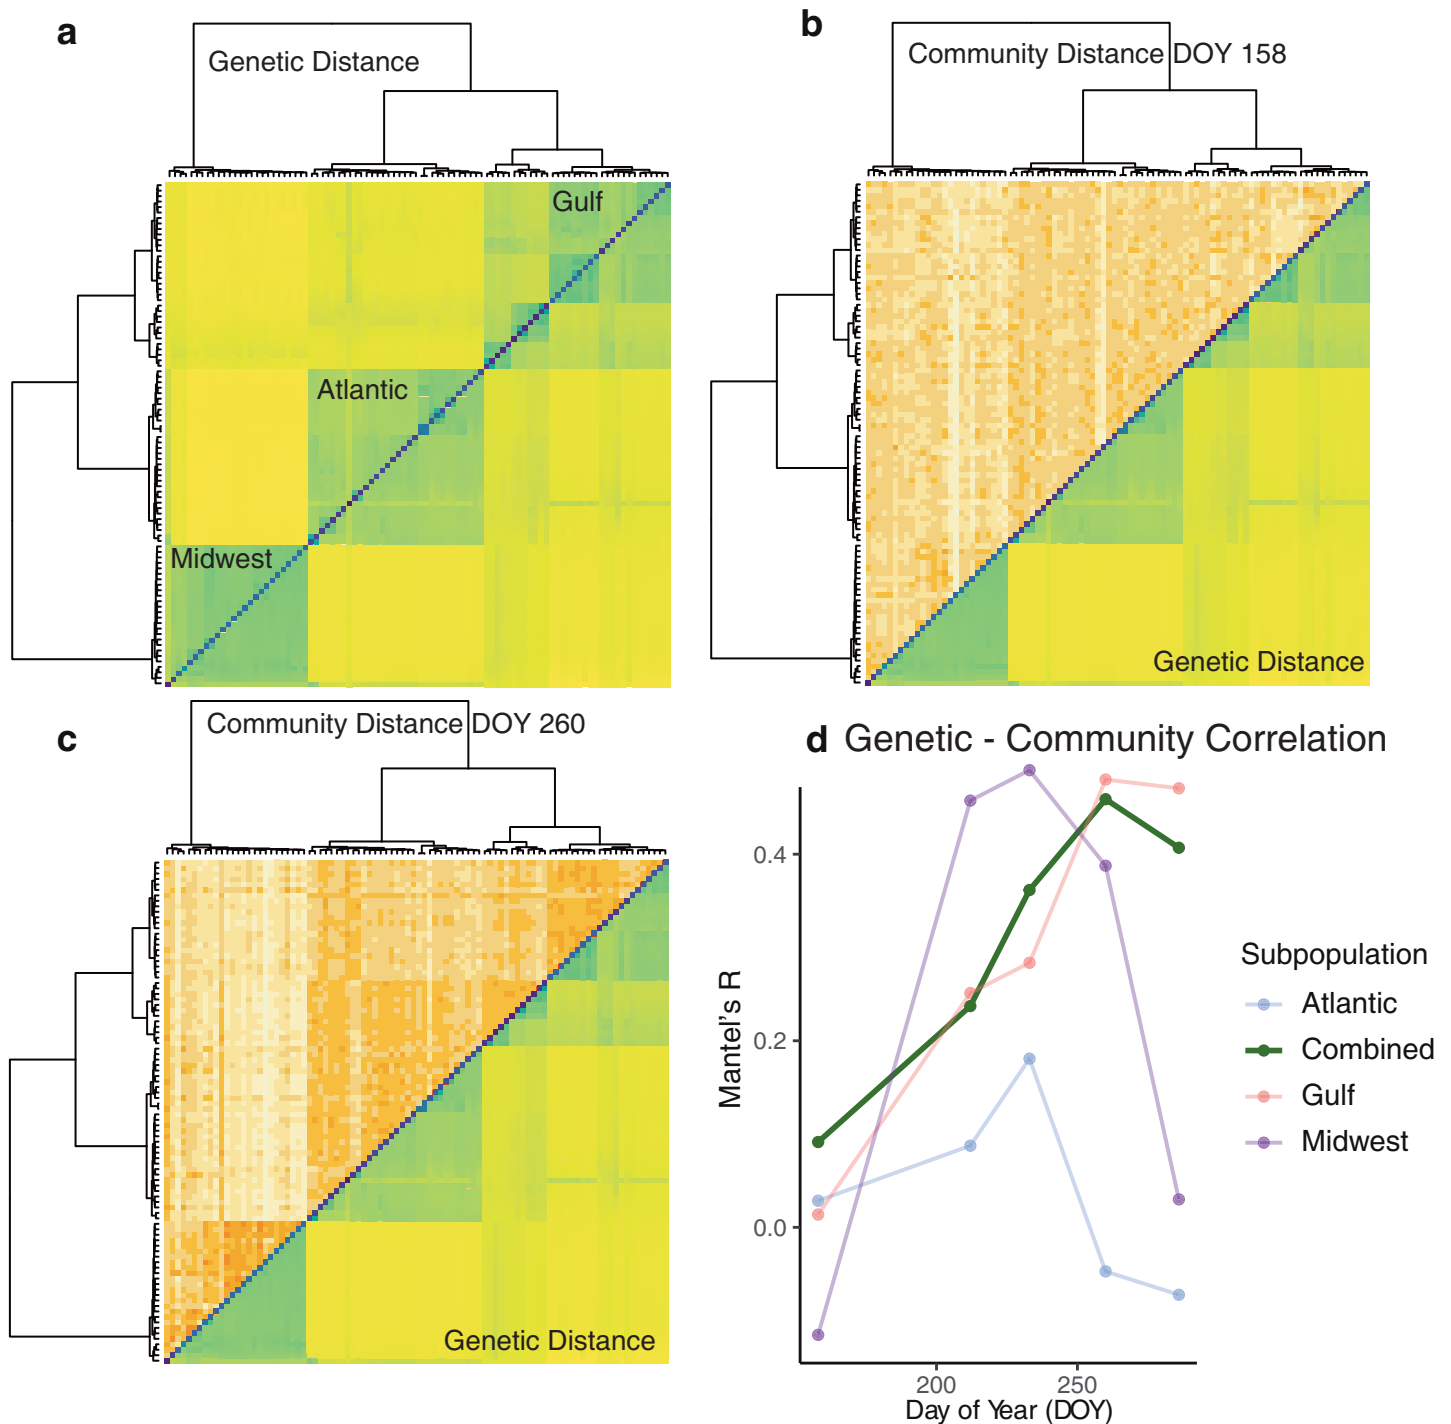 a
Genetic Distance
Gulf
Atlantic
Midwest
b
Community Distance DOY 158
Genetic Distance
c
Community Distance DOY 260
Genetic Distance
d Genetic - Community Correlation
0.4
0.2
0.0
Mantel's R
200 250
Day of Year (DOY)
Subpopulation
Atlantic
Combined
Gulf
Midwest